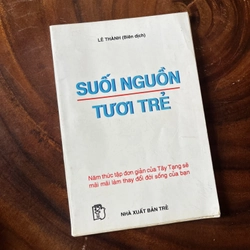 LÊ THÀNH (Biên dịch)
SUỐI NGUỒN
TƯƠI TRẺ
Năm thức tập đơn giản của Tây Tạng sẽ
mãi mãi làm thay đổi đời sống của bạn
NHÀ XUẤT BẢN TRẺ